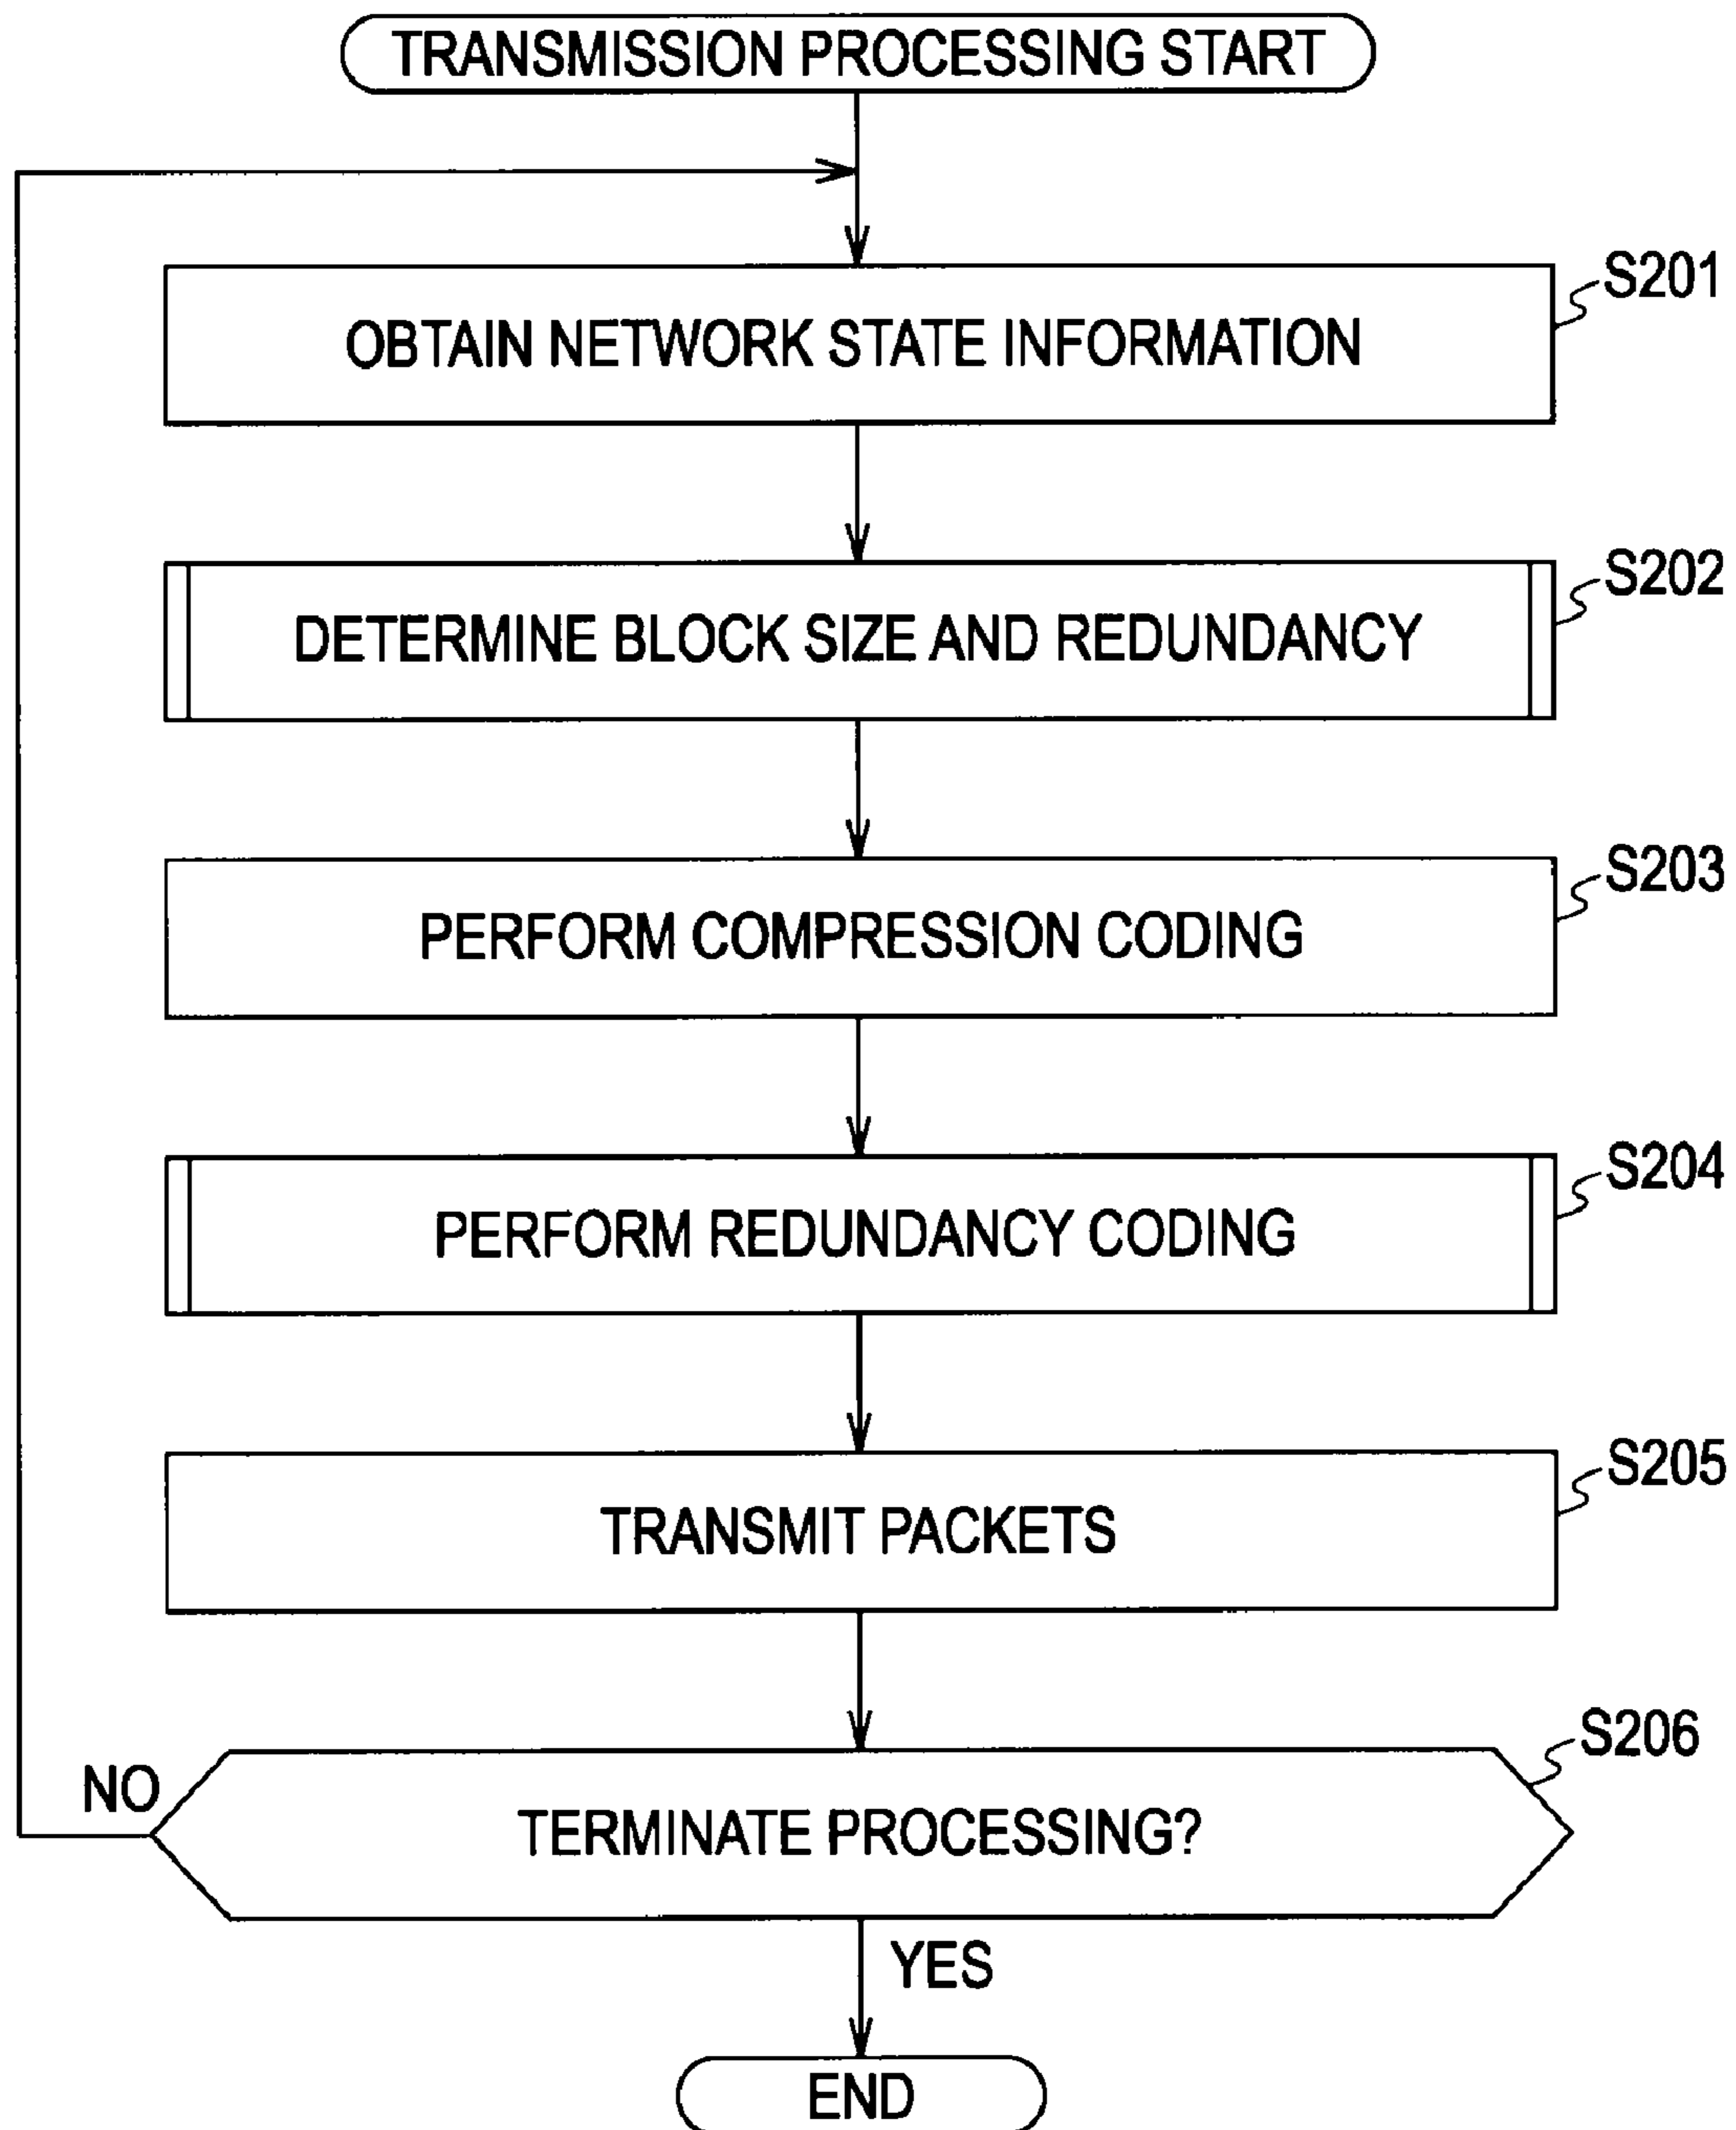 TRANSMISSION PROCESSING START
S201
OBTAIN NETWORK STATE INFORMATION
S202
DETERMINE BLOCK SIZE AND REDUNDANCY
S203
PERFORM COMPRESSION CODING
S204
PERFORM REDUNDANCY CODING
S205
TRANSMIT PACKETS
S206
NO
TERMINATE PROCESSING?
YES
END